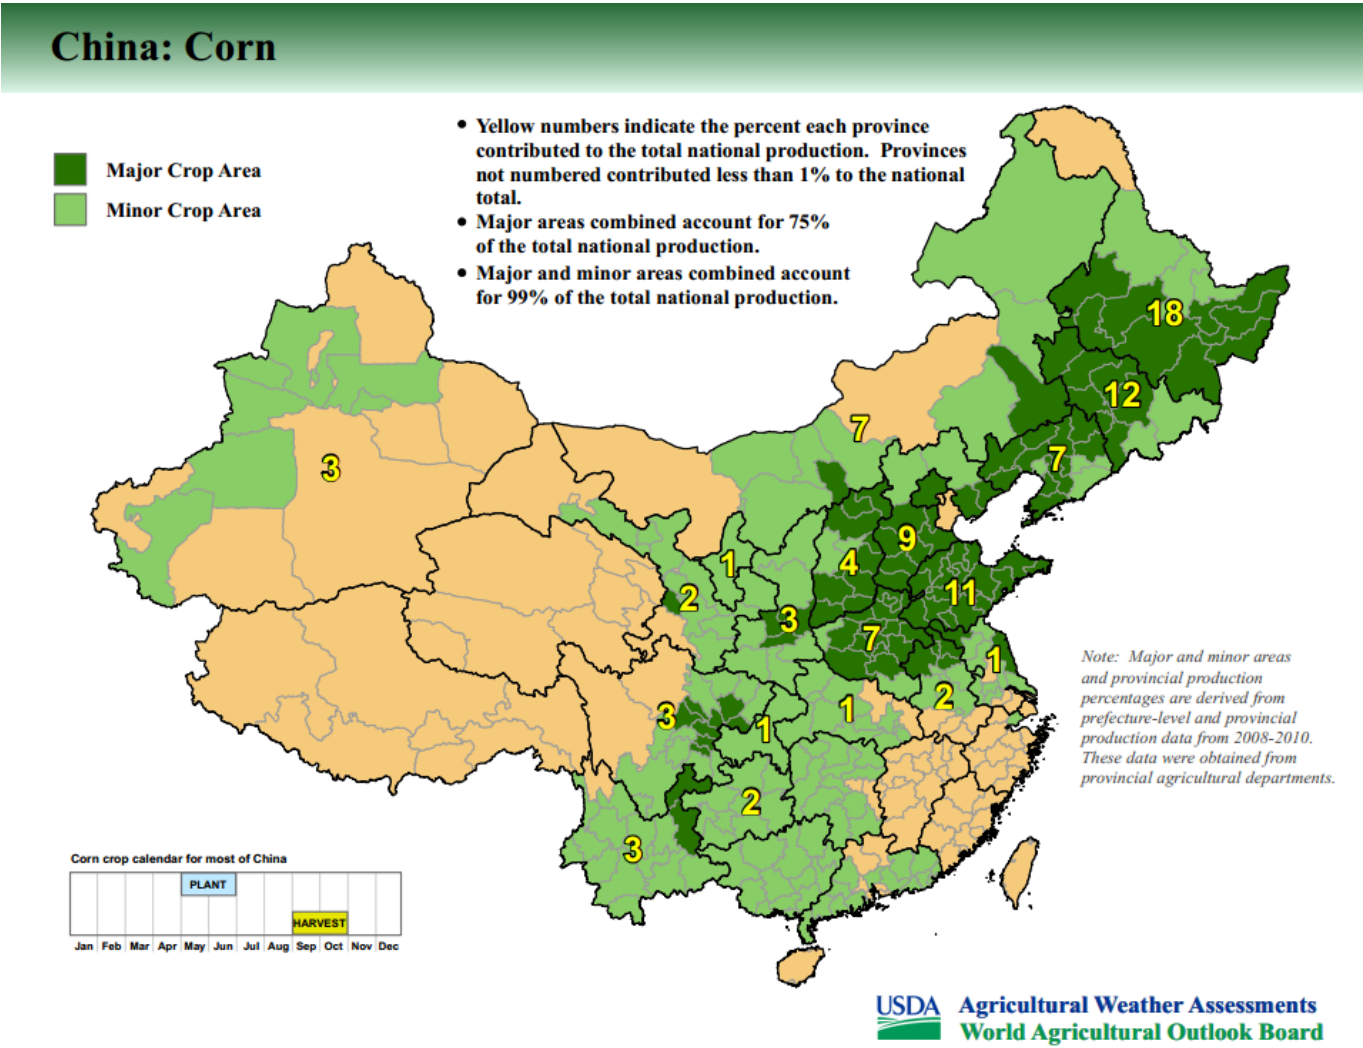 China: Corn
Major Crop Area
Minor Crop Area
• Yellow numbers indicate the percent each province
contributed to the total national production. Provinces
not numbered contributed less than 1% to the national
total.
• Major areas combined account for 75%
of the total national production.
• Major and minor areas combined account
for 99% of the total national production.
18
12
7
7
3
9
4
1
11
2
3
7
1
3
1
1
2
2
3
Note: Major and minor areas
and provincial production
percentages are derived from
prefecture-level and provincial
production data from 2008-2010.
These data were obtained from
provincial agricultural departments.
Corn crop calendar for most of China
PLANT
HARVEST
Jan Feb Mar Apr May Jun Jul Aug Sep Oct Nov Dec
USDA
Agricultural Weather Assessments
World Agricultural Outlook Board